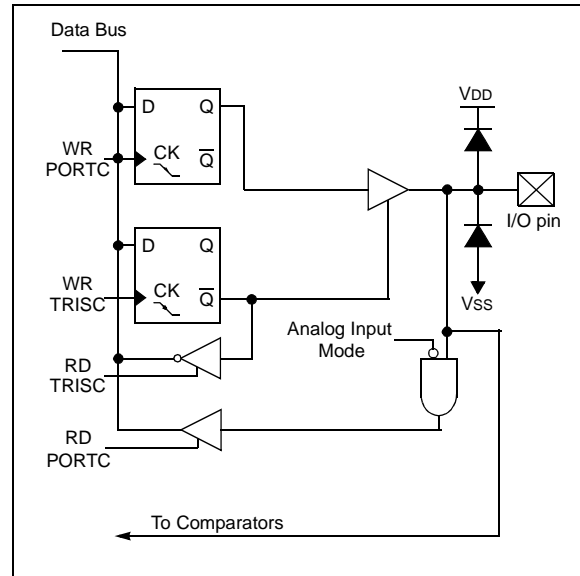 Data Bus
D Q
WR
PORTC
CK
Q̅
VDD
I/O pin
D Q
WR
TRISC
CK
Q̅
VSS
Analog Input
Mode
RD
TRISC
RD
PORTC
To Comparators